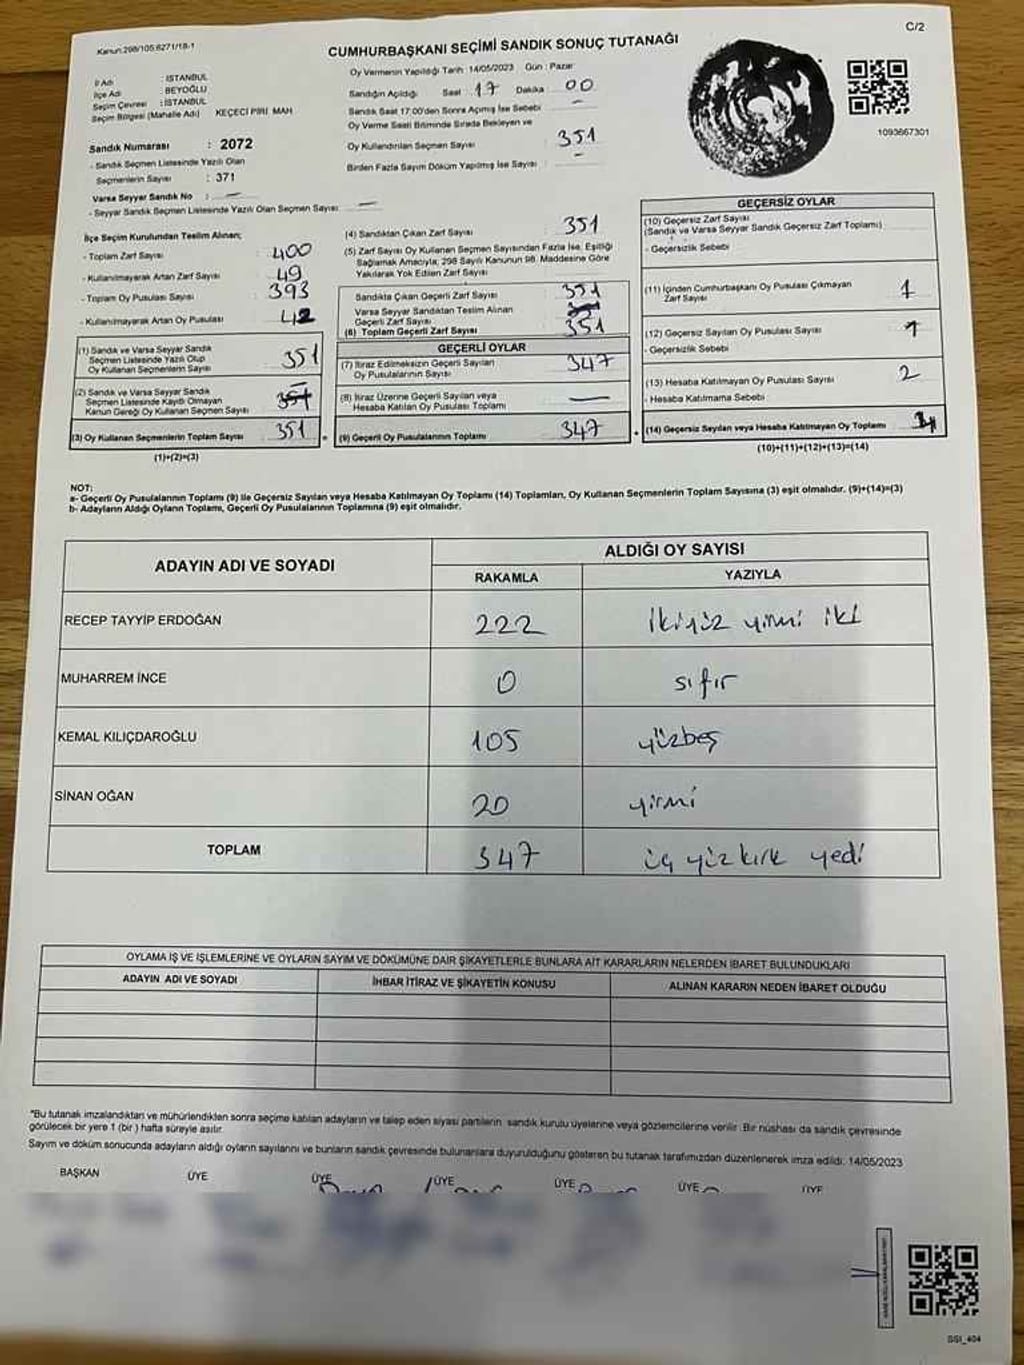 Kanun:298/105,6271/18-1
C/2
CUMHURBAŞKANI SEÇİMİ SANDIK SONUÇ TUTANAĞI
İl Adı : İSTANBUL
İlçe Adı : BEYOĞLU
Seçim Çevresi : İSTANBUL
Seçim Bölgesi (Mahalle Adı) KEÇECİ PİRİ MAH
Sandık Numarası : 2072
- Sandık Seçmen Listesinde Yazılı Olan
Seçmenlerin Sayısı : 371
Varsa Seyyar Sandık No : —
- Seyyar Sandık Seçmen Listesinde Yazılı Olan Seçmen Sayısı —
Oy Vermenin Yapıldığı Tarih: 14/05/2023 Gün : Pazar
Sandığın Açıldığı Saat 17 Dakika 00
Sandık Saat 17:00'den Sonra Açılmış İse Sebebi : —
Oy Verme Saati Bitiminde Sırada Bekleyen ve
Oy Kullandırılan Seçmen Sayısı : 351
Birden Fazla Sayım Döküm Yapılmış İse Sayısı : —
1093667301
İlçe Seçim Kurulundan Teslim Alınan;
- Toplam Zarf Sayısı : 400
- Kullanılmayarak Artan Zarf Sayısı : 49
- Toplam Oy Pusulası Sayısı : 393
- Kullanılmayarak Artan Oy Pusulası : 42
(1) Sandık ve Varsa Seyyar Sandık
Seçmen Listesinde Yazılı Olup
Oy Kullanan Seçmenlerin Sayısı : 351
(2) Sandık ve Varsa Seyyar Sandık
Seçmen Listesinde Kayıtlı Olmayan
Kanun Gereği Oy Kullanan Seçmen Sayısı : —
(3) Oy Kullanan Seçmenlerin Toplam Sayısı : 351
(1)+(2)=(3)
(4) Sandıktan Çıkan Zarf Sayısı : 351
(5) Zarf Sayısı Oy Kullanan Seçmen Sayısından Fazla İse, Eşitliği
Sağlamak Amacıyla; 298 Sayılı Kanunun 98. Maddesine Göre
Yakılarak Yok Edilen Zarf Sayısı
Sandıkta Çıkan Geçerli Zarf Sayısı : 351
Varsa Seyyar Sandıktan Teslim Alınan
Geçerli Zarf Sayısı
(6) Toplam Geçerli Zarf Sayısı : 351
GEÇERLİ OYLAR
(7) İtiraz Edilmeksizin Geçerli Sayılan
Oy Pusulalarının Sayısı : 347
(8) İtiraz Üzerine Geçerli Sayılan veya
Hesaba Katılan Oy Pusulası Toplamı : —
(9) Geçerli Oy Pusulalarının Toplamı : 347
GEÇERSİZ OYLAR
(10) Geçersiz Zarf Sayısı
(Sandık ve Varsa Seyyar Sandık Geçersiz Zarf Toplamı)
- Geçersizlik Sebebi
(11) İçinden Cumhurbaşkanı Oy Pusulası Çıkmayan
Zarf Sayısı : 1
(12) Geçersiz Sayılan Oy Pusulası Sayısı : 1
- Geçersizlik Sebebi
(13) Hesaba Katılmayan Oy Pusulası Sayısı : 2
- Hesaba Katılmama Sebebi
(14) Geçersiz Sayılan veya Hesaba Katılmayan Oy Toplamı
(10)+(11)+(12)+(13)=(14)
NOT:
a- Geçerli Oy Pusulalarının Toplamı (9) ile Geçersiz Sayılan veya Hesaba Katılmayan Oy Toplamı (14) Toplamları, Oy Kullanan Seçmenlerin Toplam Sayısına (3) eşit olmalıdır. (9)+(14)=(3)
b- Adayların Aldığı Oyların Toplamı, Geçerli Oy Pusulalarının Toplamına (9) eşit olmalıdır.
ADAYIN ADI VE SOYADI ALDIĞI OY SAYISI
RAKAMLA YAZIYLA
RECEP TAYYİP ERDOĞAN 222 ikiyüz yirmi iki
MUHARREM İNCE 0 sıfır
KEMAL KILIÇDAROĞLU 105 yüzbeş
SİNAN OĞAN 20 yirmi
TOPLAM 347 üç yüz kırk yedi
OYLAMA İŞ VE İŞLEMLERİNE VE OYLARIN SAYIM VE DÖKÜMÜNE DAİR ŞİKAYETLERLE BUNLARA AİT KARARLARIN NELERDEN İBARET BULUNDUKLARI
ADAYIN ADI VE SOYADI İHBAR İTİRAZ VE ŞİKAYETİN KONUSU ALINAN KARARIN NEDEN İBARET OLDUĞU
*Bu tutanak imzalandıktan ve mühürlendikten sonra seçime katılan adayların ve talep eden siyasi partilerin sandık kurulu üyelerine veya gözlemcilerine verilir. Bir nüshası da sandık çevresinde
görülecek bir yere 1 (bir ) hafta süreyle asılır.
Sayım ve döküm sonucunda adayların aldığı oyların sayılarını ve bunların sandık çevresinde bulunanlara duyurulduğunu gösteren bu tutanak tarafımızdan düzenlenerek imza edildi. 14/05/2023
BAŞKAN ÜYE ÜYE ÜYE ÜYE ÜYE ÜYE
SSI_404